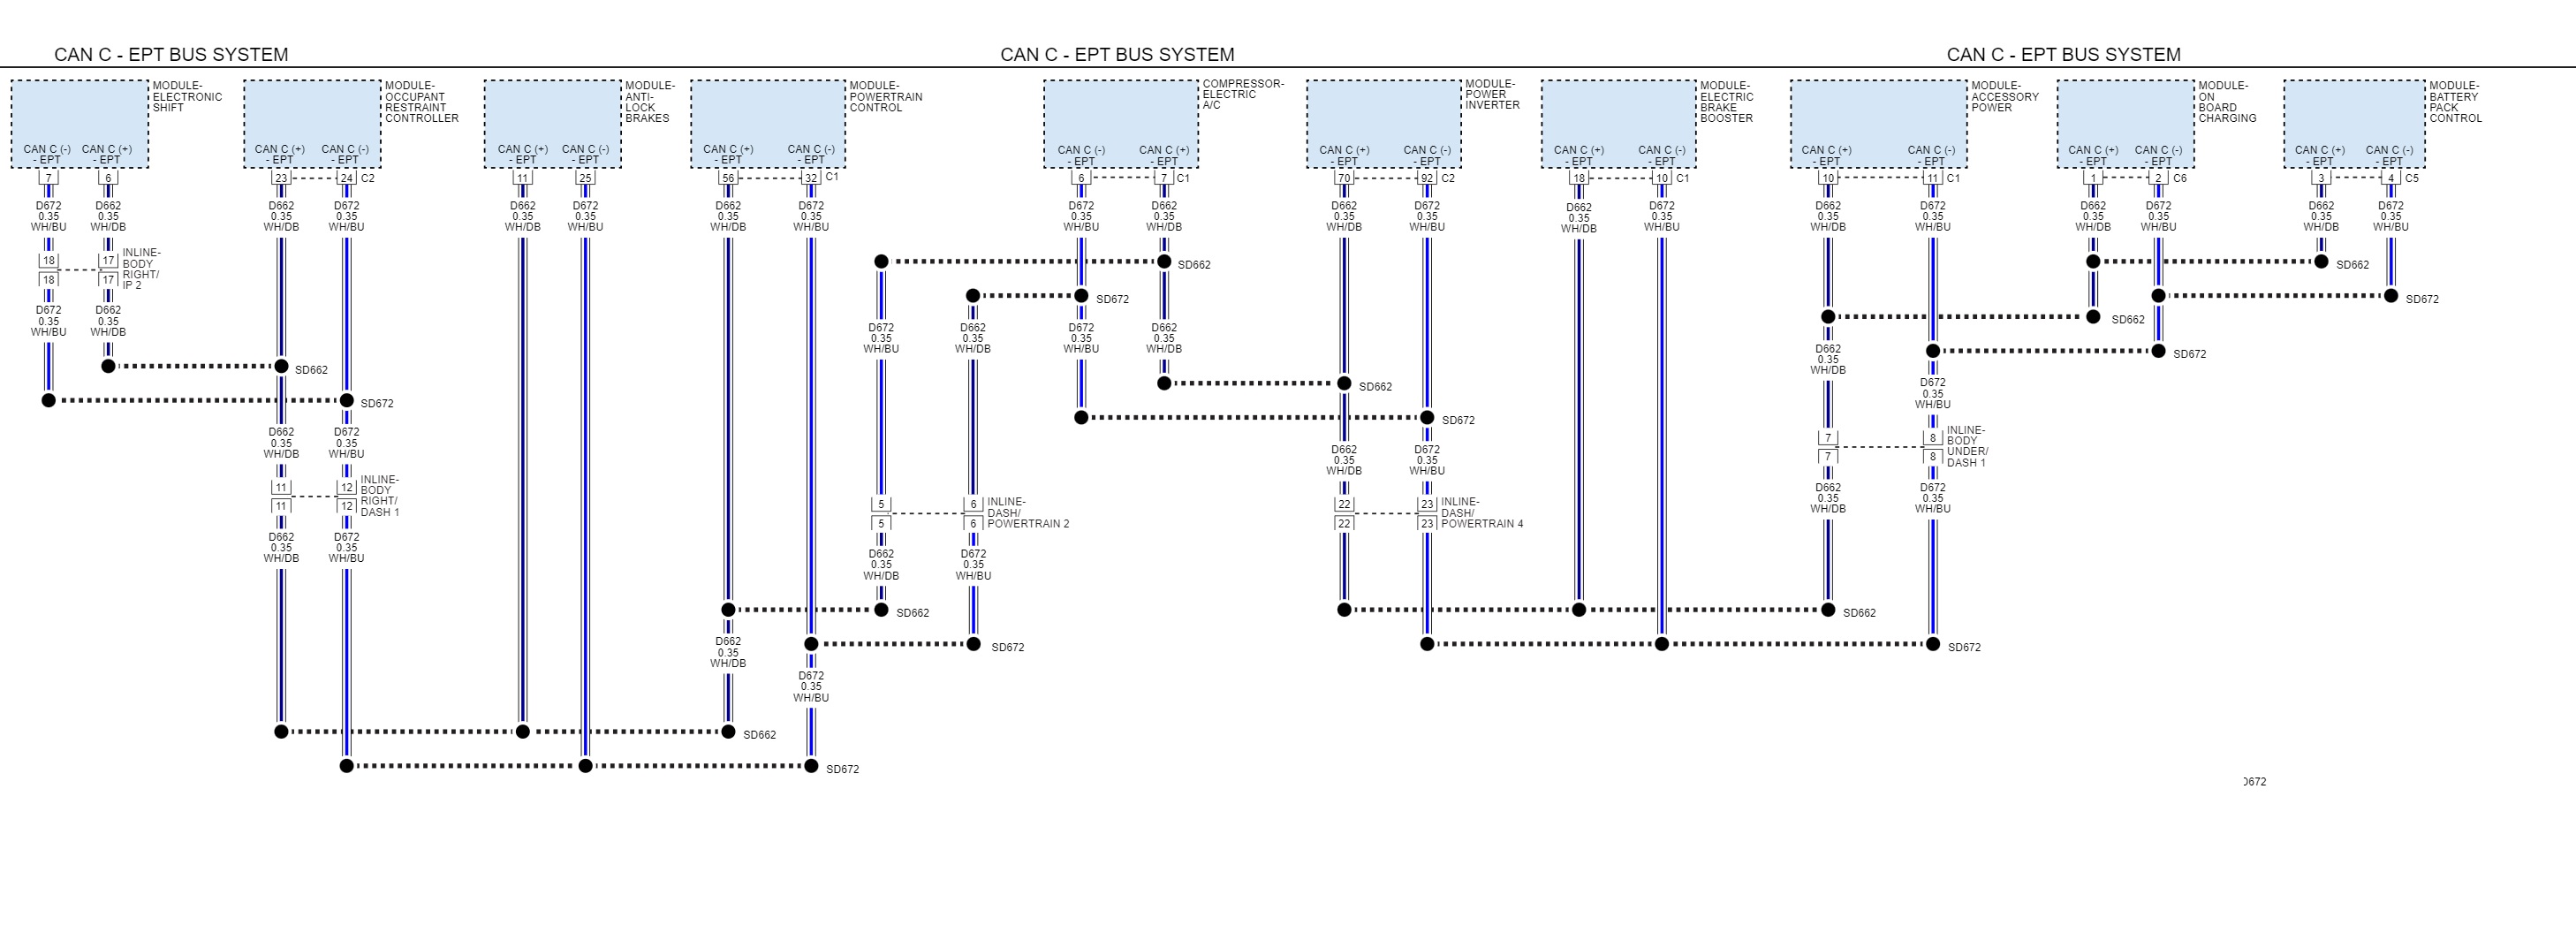 CAN C - EPT BUS SYSTEM
CAN C - EPT BUS SYSTEM
CAN C - EPT BUS SYSTEM
MODULE-
ELECTRONIC
SHIFT
CAN C (-)
- EPT
CAN C (+)
- EPT
7
6
D672
0.35
WH/BU
D662
0.35
WH/DB
18
17
18
17
INLINE-
BODY
RIGHT/
IP 2
D672
0.35
WH/BU
D662
0.35
WH/DB
MODULE-
OCCUPANT
RESTRAINT
CONTROLLER
CAN C (+)
- EPT
CAN C (-)
- EPT
23
24
C2
D662
0.35
WH/DB
D672
0.35
WH/BU
SD662
SD672
D662
0.35
WH/DB
D672
0.35
WH/BU
11
12
11
12
INLINE-
BODY
RIGHT/
DASH 1
D662
0.35
WH/DB
D672
0.35
WH/BU
MODULE-
ANTI-
LOCK
BRAKES
CAN C (+)
- EPT
CAN C (-)
- EPT
11
25
D662
0.35
WH/DB
D672
0.35
WH/BU
MODULE-
POWERTRAIN
CONTROL
CAN C (+)
- EPT
CAN C (-)
- EPT
56
32
C1
D662
0.35
WH/DB
D672
0.35
WH/BU
D662
0.35
WH/DB
D672
0.35
WH/BU
SD662
SD672
D672
0.35
WH/BU
D662
0.35
WH/DB
5
6
5
6
INLINE-
DASH/
POWERTRAIN 2
D662
0.35
WH/DB
D672
0.35
WH/BU
SD662
SD672
COMPRESSOR-
ELECTRIC
A/C
CAN C (-)
- EPT
CAN C (+)
- EPT
6
7
C1
D672
0.35
WH/BU
D662
0.35
WH/DB
SD662
SD672
D672
0.35
WH/BU
D662
0.35
WH/DB
MODULE-
POWER
INVERTER
CAN C (+)
- EPT
CAN C (-)
- EPT
70
92
C2
D662
0.35
WH/DB
D672
0.35
WH/BU
SD662
SD672
D662
0.35
WH/DB
D672
0.35
WH/BU
22
23
22
23
INLINE-
DASH/
POWERTRAIN 4
MODULE-
ELECTRIC
BRAKE
BOOSTER
CAN C (+)
- EPT
CAN C (-)
- EPT
18
10
C1
D662
0.35
WH/DB
D672
0.35
WH/BU
MODULE-
ACCESSORY
POWER
CAN C (+)
- EPT
CAN C (-)
- EPT
10
11
C1
D662
0.35
WH/DB
D672
0.35
WH/BU
D662
0.35
WH/DB
D672
0.35
WH/BU
7
8
7
8
INLINE-
BODY
UNDER/
DASH 1
D662
0.35
WH/DB
D672
0.35
WH/BU
SD662
SD672
MODULE-
ON
BOARD
CHARGING
CAN C (+)
- EPT
CAN C (-)
- EPT
1
2
C6
D662
0.35
WH/DB
D672
0.35
WH/BU
SD662
SD672
MODULE-
BATTERY
PACK
CONTROL
CAN C (+)
- EPT
CAN C (-)
- EPT
3
4
C5
D662
0.35
WH/DB
D672
0.35
WH/BU
SD662
SD672